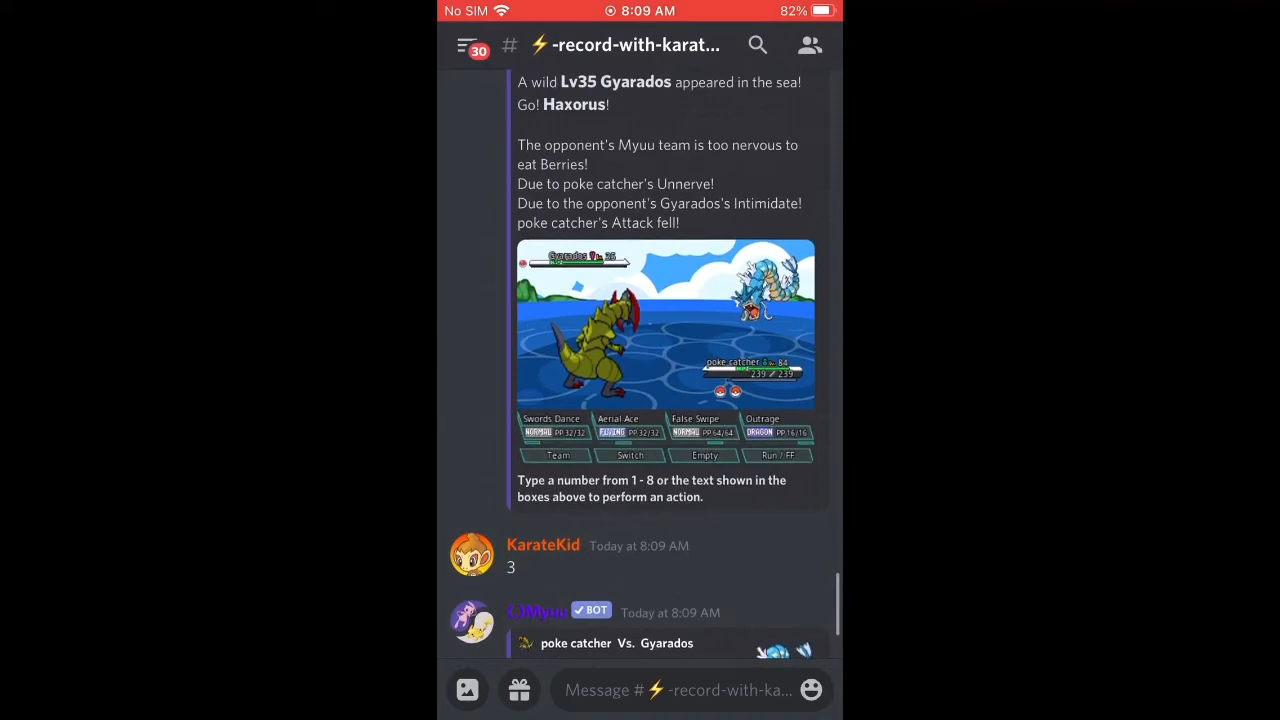 No SIM 8:09 AM 82%
30 # ⚡-record-with-karat...
A wild Lv35 Gyarados appeared in the sea!
Go! Haxorus!
The opponent's Myuu team is too nervous to
eat Berries!
Due to poke catcher's Unnerve!
Due to the opponent's Gyarados's Intimidate!
poke catcher's Attack fell!
Gyarados
poke catcher 84
239 / 239
Swords Dance Aerial Ace False Swipe Outrage
NORMAL PP:32/32 FLYING PP:32/32 NORMAL PP:64/64 DRAGON PP:16/16
Team Switch Empty Run / FF
Type a number from 1 - 8 or the text shown in the
boxes above to perform an action.
KarateKid Today at 8:09 AM
3
(.)Myuu BOT Today at 8:09 AM
poke catcher Vs. Gyarados
Message #⚡-record-with-ka...